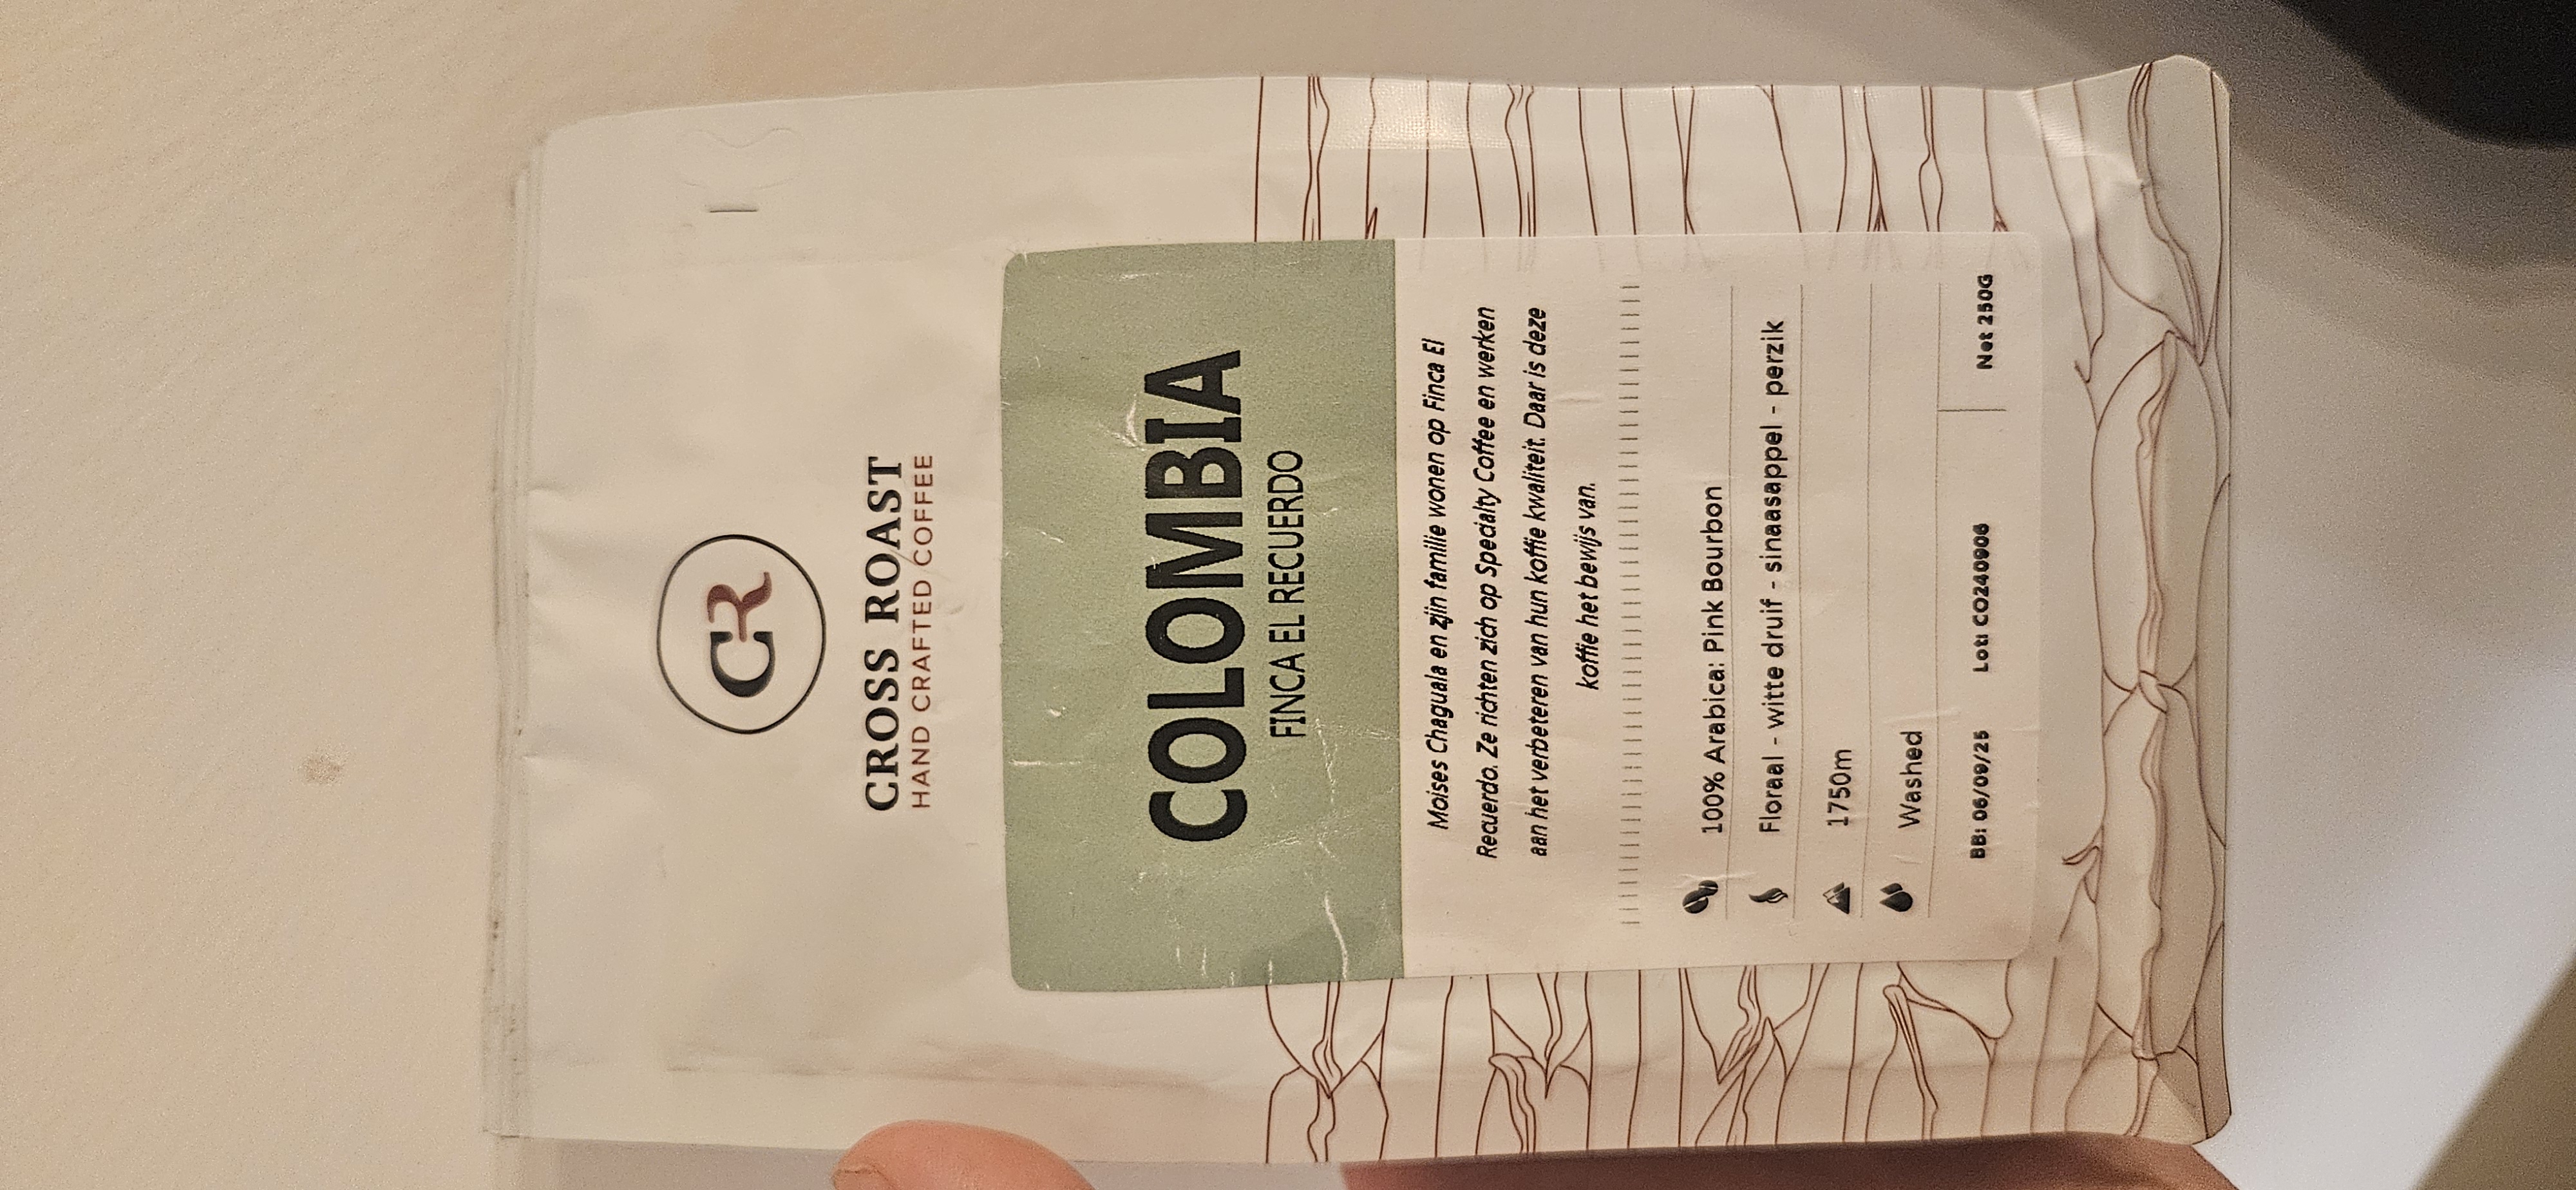 CR
CROSS ROAST
HAND CRAFTED COFFEE
COLOMBIA
FINCA EL RECUERDO
Moises Chaguala en zijn familie wonen op Finca El
Recuerdo. Ze richten zich op Specialty Coffee en werken
aan het verbeteren van hun koffie kwaliteit. Daar is deze
koffie het bewijs van.
100% Arabica: Pink Bourbon
Floraal - witte druif - sinaasappel - perzik
1750m
Washed
BB: 06/09/25 Lot: CO240906 Net 250G